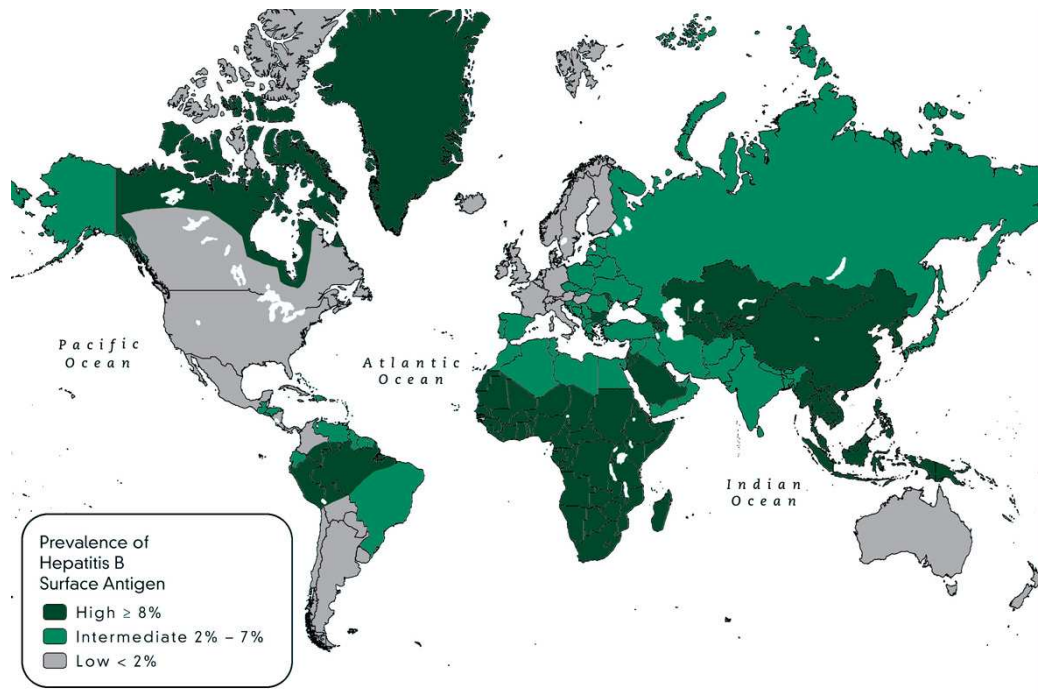 Pacific
Ocean
Atlantic
Ocean
Indian
Ocean
Prevalence of
Hepatitis B
Surface Antigen
High ≥ 8%
Intermediate 2% – 7%
Low < 2%